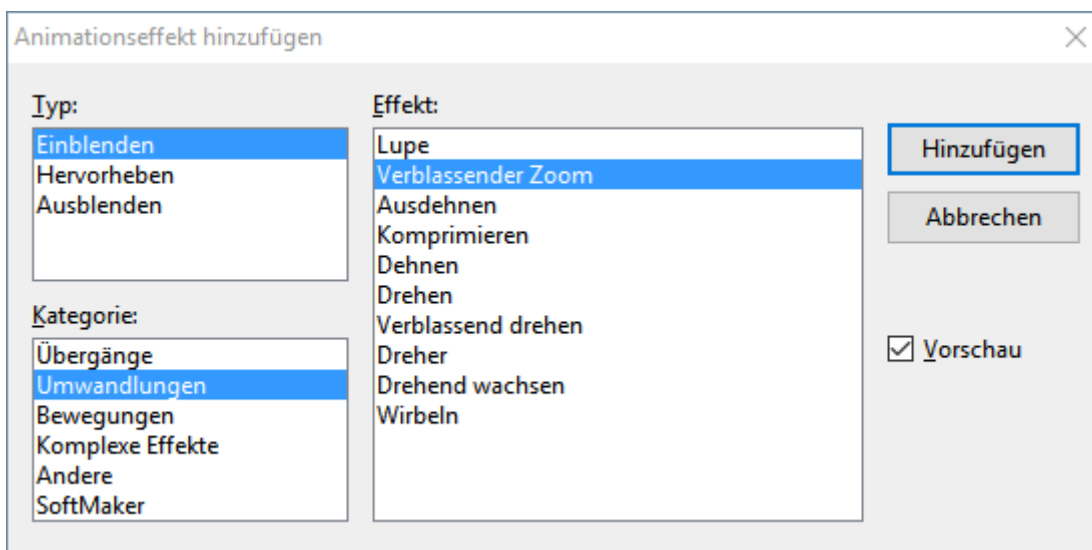 Animationseffekt hinzufügen
Typ:
Einblenden
Hervorheben
Ausblenden
Kategorie:
Übergänge
Umwandlungen
Bewegungen
Komplexe Effekte
Andere
SoftMaker
Effekt:
Lupe
Verblassender Zoom
Ausdehnen
Komprimieren
Dehnen
Drehen
Verblassend drehen
Dreher
Drehend wachsen
Wirbeln
Hinzufügen
Abbrechen
Vorschau